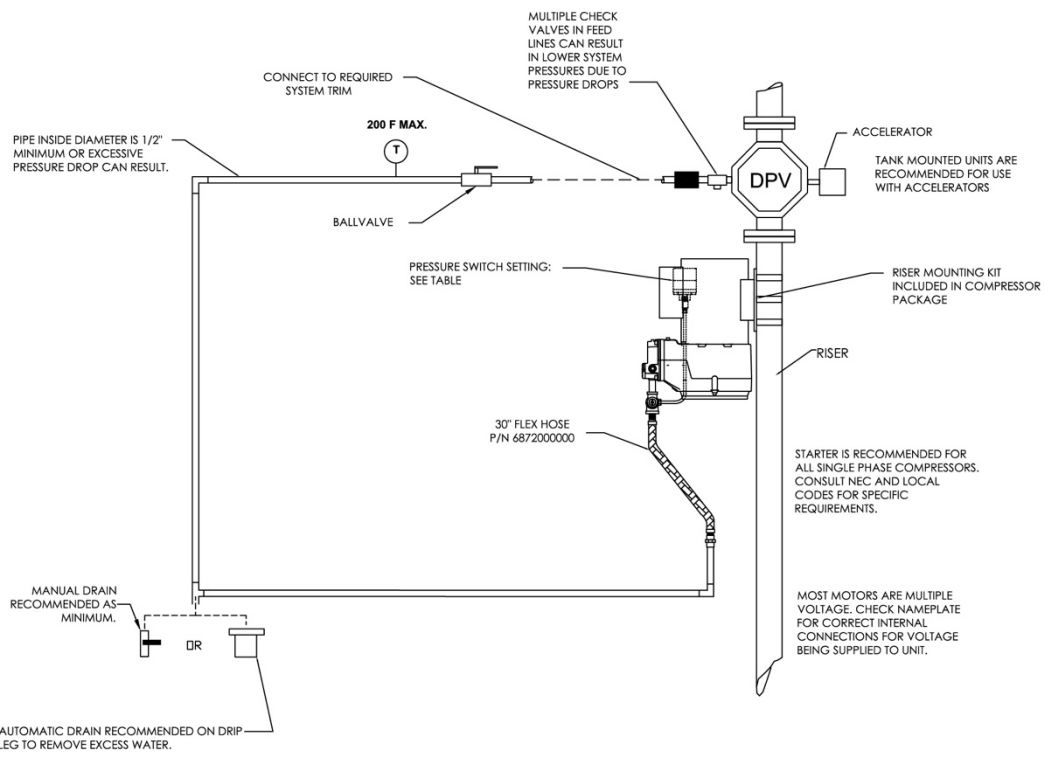 MULTIPLE CHECK
VALVES IN FEED
LINES CAN RESULT
IN LOWER SYSTEM
PRESSURES DUE TO
PRESSURE DROPS
CONNECT TO REQUIRED
SYSTEM TRIM
200 F MAX.
T
PIPE INSIDE DIAMETER IS 1/2"
MINIMUM OR EXCESSIVE
PRESSURE DROP CAN RESULT.
BALLVALVE
DPV
ACCELERATOR
TANK MOUNTED UNITS ARE
RECOMMENDED FOR USE
WITH ACCELERATORS
PRESSURE SWITCH SETTING:
SEE TABLE
RISER MOUNTING KIT
INCLUDED IN COMPRESSOR
PACKAGE
RISER
30" FLEX HOSE
P/N 6872000000
STARTER IS RECOMMENDED FOR
ALL SINGLE PHASE COMPRESSORS.
CONSULT NEC AND LOCAL
CODES FOR SPECIFIC
REQUIREMENTS.
MANUAL DRAIN
RECOMMENDED AS
MINIMUM.
OR
MOST MOTORS ARE MULTIPLE
VOLTAGE. CHECK NAMEPLATE
FOR CORRECT INTERNAL
CONNECTIONS FOR VOLTAGE
BEING SUPPLIED TO UNIT.
AUTOMATIC DRAIN RECOMMENDED ON DRIP
LEG TO REMOVE EXCESS WATER.